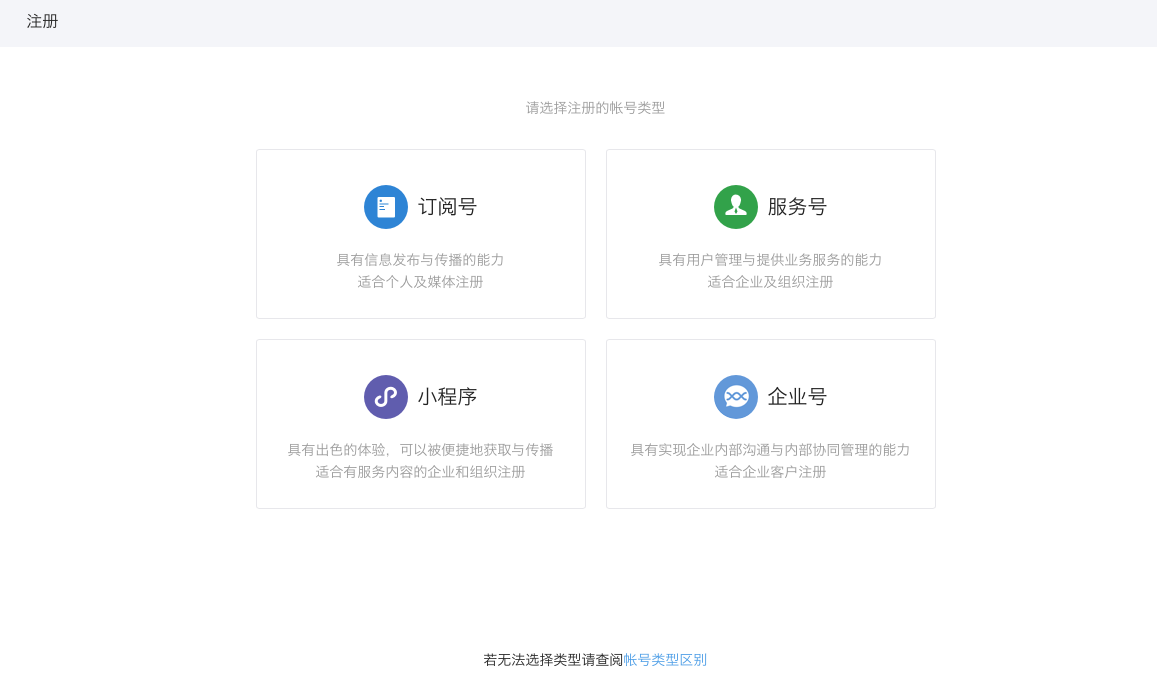 注册
请选择注册的帐号类型
订阅号
具有信息发布与传播的能力
适合个人及媒体注册
服务号
具有用户管理与提供业务服务的能力
适合企业及组织注册
小程序
具有出色的体验，可以被便捷地获取与传播
适合有服务内容的企业和组织注册
企业号
具有实现企业内部沟通与内部协同管理的能力
适合企业客户注册
若无法选择类型请查阅帐号类型区别